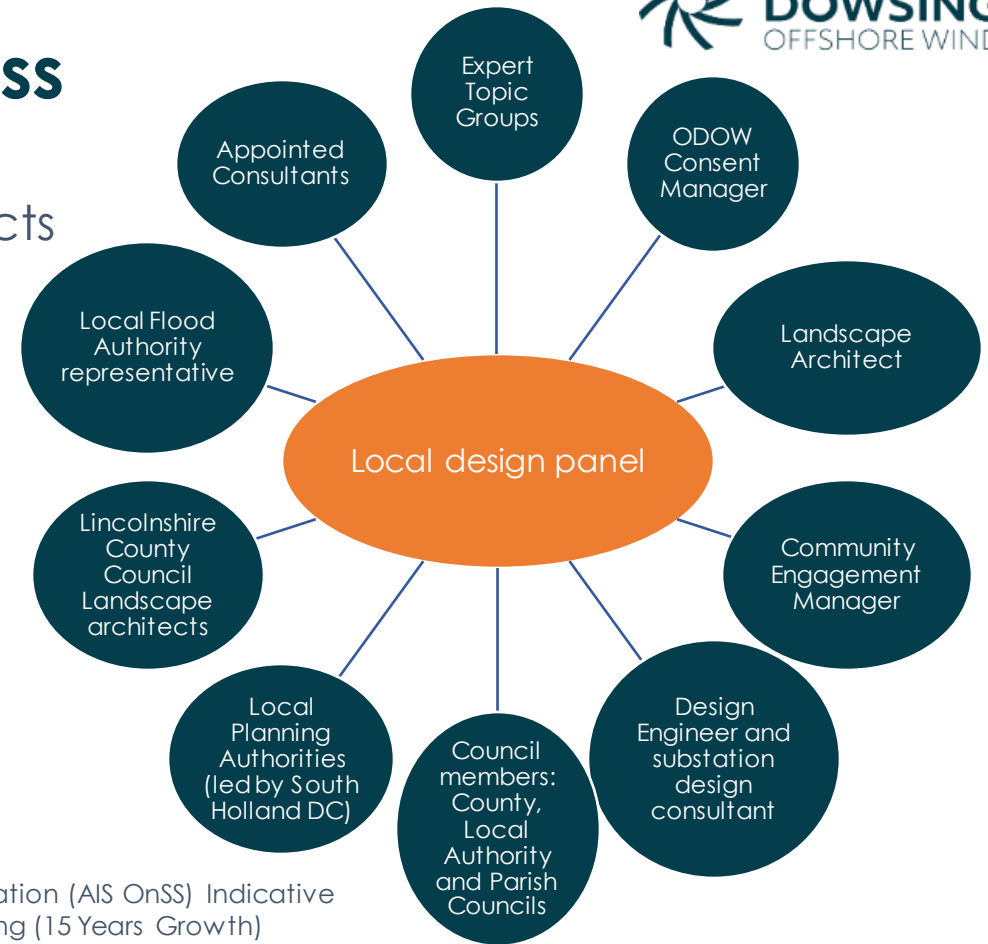 DOWSING
OFFSHORE WIND
ss
cts
Expert
Topic
Groups
ODOW
Consent
Manager
Landscape
Architect
Community
Engagement
Manager
Design
Engineer and
substation
design
consultant
Council
members:
County,
Local
Authority
and Parish
Councils
Local
Planning
Authorities
(led by South
Holland DC)
Lincolnshire
County
Council
Landscape
architects
Local Flood
Authority
representative
Appointed
Consultants
Local design panel
ation (AIS OnSS) Indicative
ng (15 Years Growth)